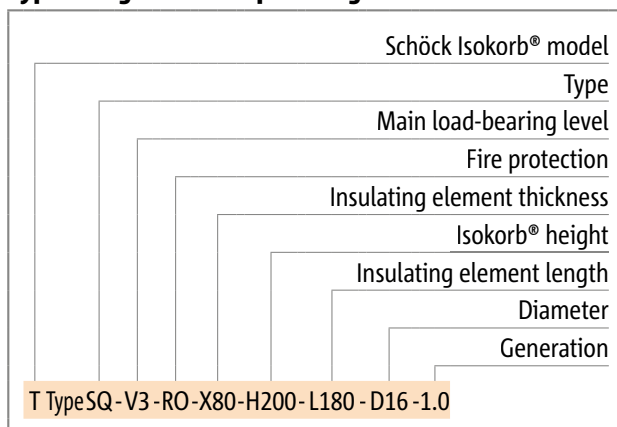 Schöck Isokorb® model
Type
Main load-bearing level
Fire protection
Insulating element thickness
Isokorb® height
Insulating element length
Diameter
Generation
T Type SQ - V3 - RO - X80 - H200 - L180 - D16 - 1.0